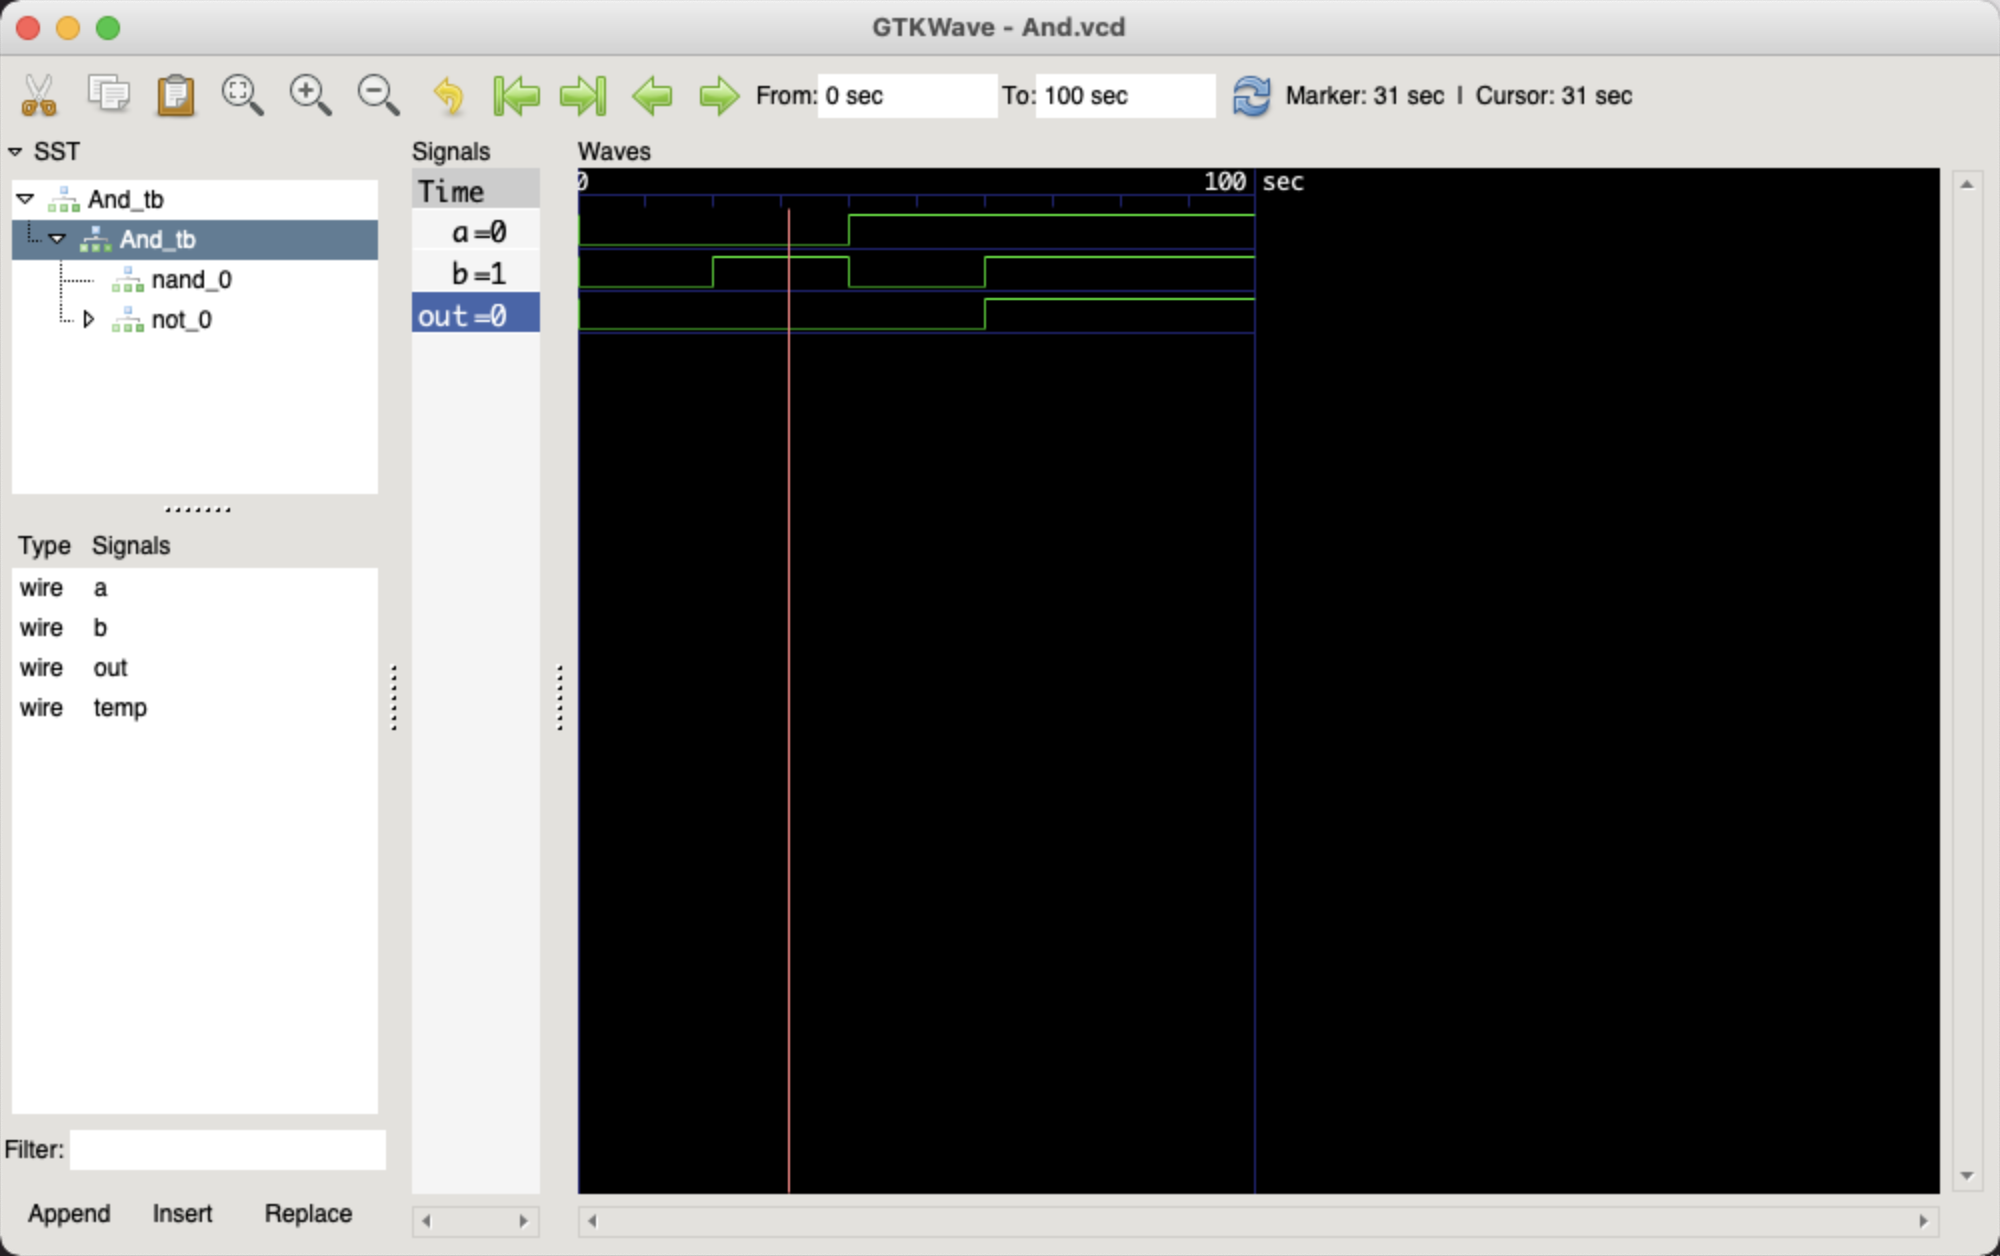 GTKWave - And.vcd
From: 0 sec To: 100 sec Marker: 31 sec | Cursor: 31 sec
SST
And_tb
And_tb
nand_0
not_0
Type Signals
wire a
wire b
wire out
wire temp
Filter:
Append Insert Replace
Signals
Time
a=0
b=1
out=0
Waves
0 100 sec